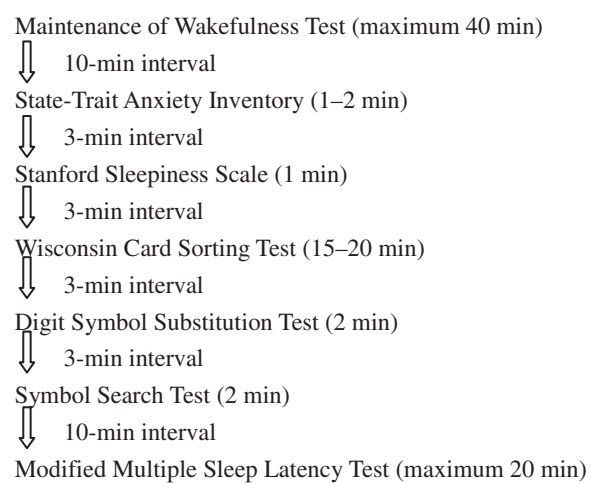 Maintenance of Wakefulness Test (maximum 40 min)
10-min interval
State-Trait Anxiety Inventory (1–2 min)
3-min interval
Stanford Sleepiness Scale (1 min)
3-min interval
Wisconsin Card Sorting Test (15–20 min)
3-min interval
Digit Symbol Substitution Test (2 min)
3-min interval
Symbol Search Test (2 min)
10-min interval
Modified Multiple Sleep Latency Test (maximum 20 min)